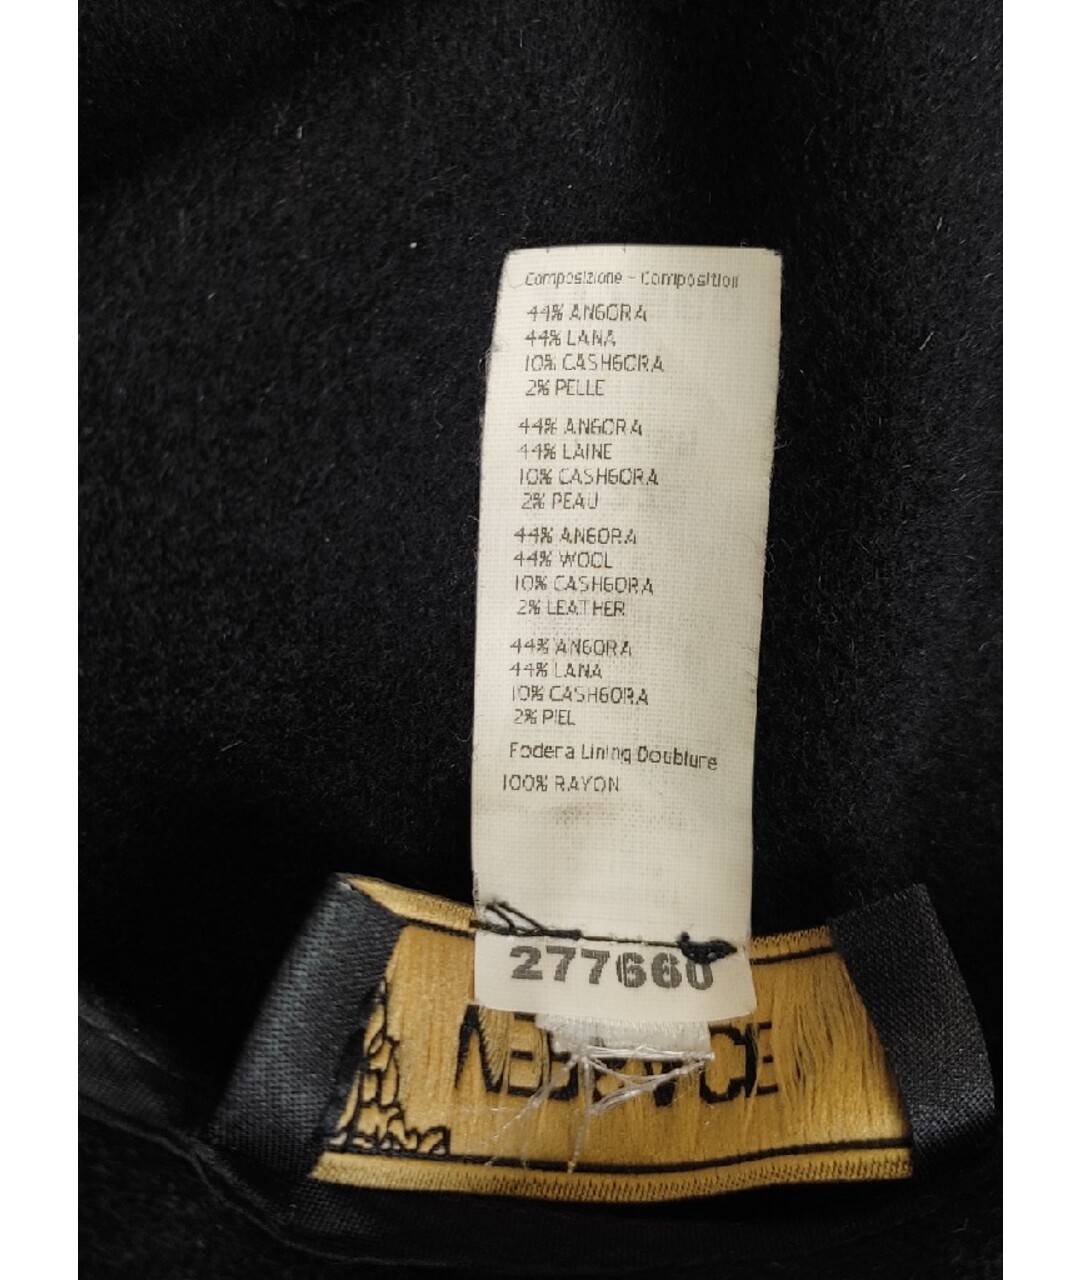 Composizione - Composition
44% ANGORA
44% LANA
10% CASHGORA
2% PELLE
44% ANGORA
44% LAINE
10% CASHGORA
2% PEAU
44% ANGORA
44% WOOL
10% CASHGORA
2% LEATHER
44% ANGORA
44% LANA
10% CASHGORA
2% PIEL
Fodera Lining Doublure
100% RAYON
277660